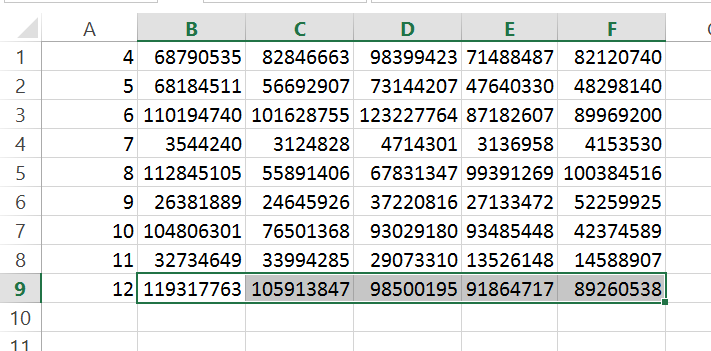 A B C D E F
1 4 68790535 82846663 98399423 71488487 82120740
2 5 68184511 56692907 73144207 47640330 48298140
3 6 110194740 101628755 123227764 87182607 89969200
4 7 3544240 3124828 4714301 3136958 4153530
5 8 112845105 55891406 67831347 99391269 100384516
6 9 26381889 24645926 37220816 27133472 52259925
7 10 104806301 76501368 93029180 93485448 42374589
8 11 32734649 33994285 29073310 13526148 14588907
9 12 119317763 105913847 98500195 91864717 89260538
10
11